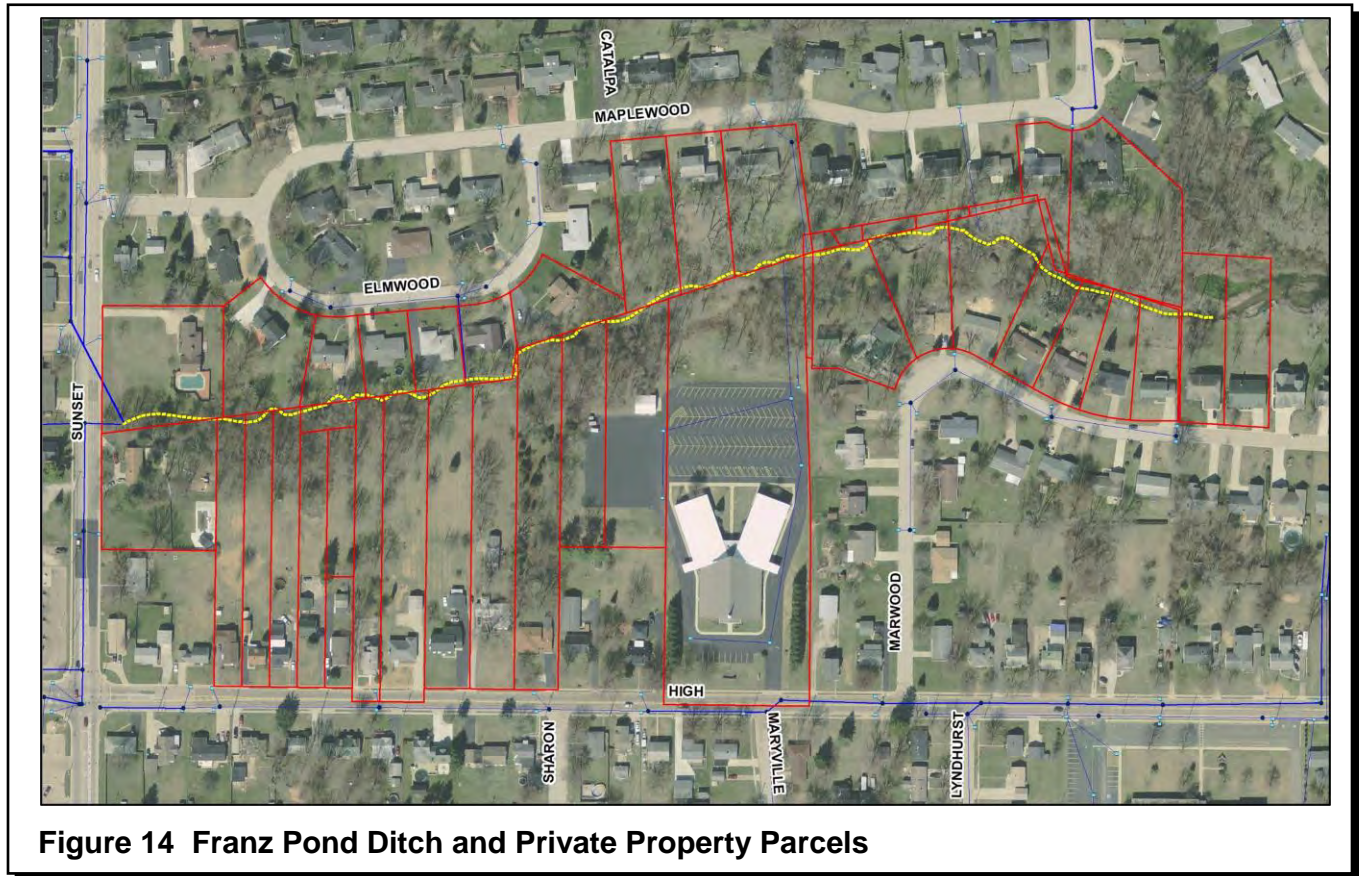 CATALPA
MAPLEWOOD
ELMWOOD
SUNSET
MARWOOD
HIGH
SHARON
MARYVILLE
LYNDHURST
Figure 14 Franz Pond Ditch and Private Property Parcels